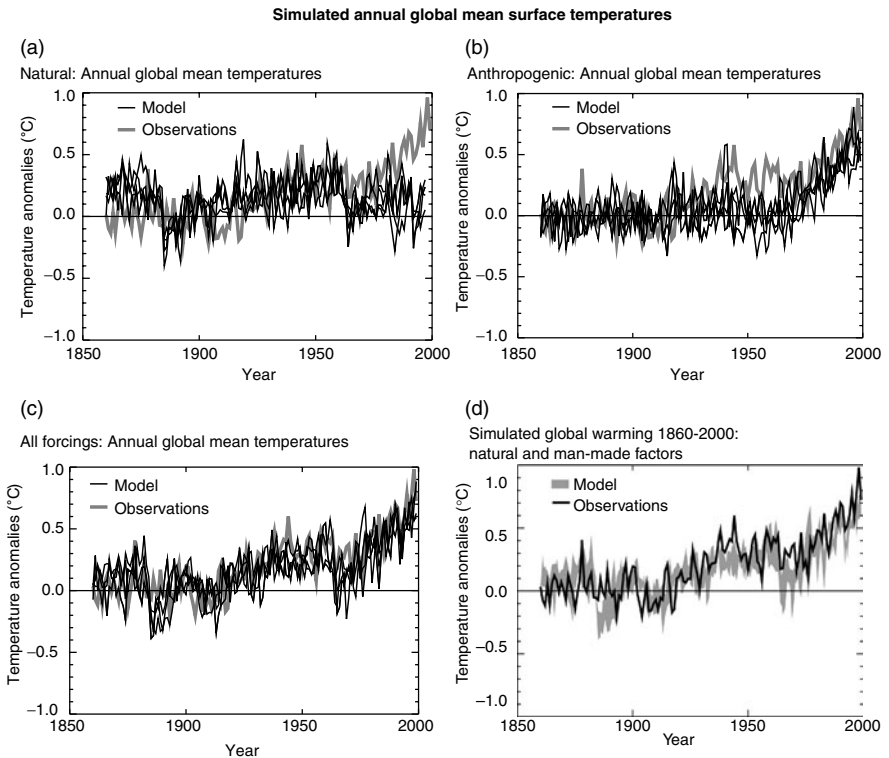 Simulated annual global mean surface temperatures
(a)
Natural: Annual global mean temperatures
Model
Observations
Temperature anomalies (°C)
1.0
0.5
0.0
−0.5
−1.0
1850
1900
1950
2000
Year
(b)
Anthropogenic: Annual global mean temperatures
Model
Observations
Temperature anomalies (°C)
1.0
0.5
0.0
−0.5
−1.0
1850
1900
1950
2000
Year
(c)
All forcings: Annual global mean temperatures
Model
Observations
Temperature anomalies (°C)
1.0
0.5
0.0
−0.5
−1.0
1850
1900
1950
2000
Year
(d)
Simulated global warming 1860-2000:
natural and man-made factors
Model
Observations
Temperature anomalies (°C)
1.0
0.5
0.0
−0.5
−1.0
1850
1900
1950
2000
Year